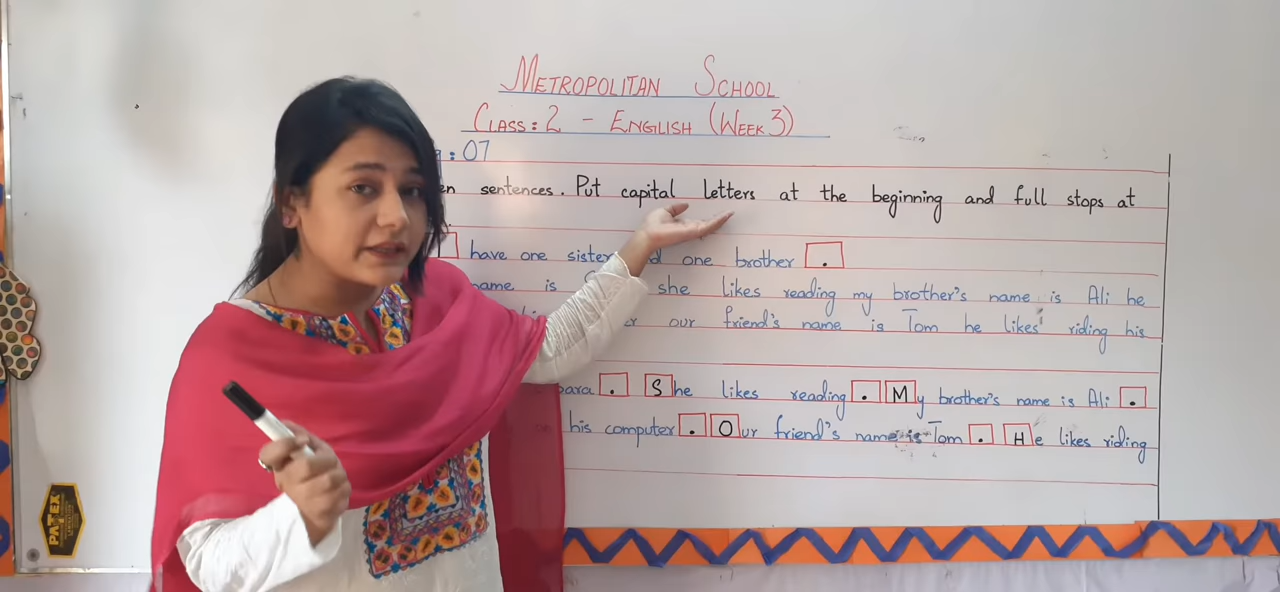 METROPOLITAN SCHOOL
CLASS: 2 - ENGLISH (WEEK 3)
: 07
sentences. Put capital letters at the beginning and full stops at
have one sister one brother .
is she likes reading my brother's name is Ali he
our friend's name is Tom he likes riding his
. She likes reading . My brother's name is Ali .
his computer . Our friend's name is Tom . He likes riding
PATEX